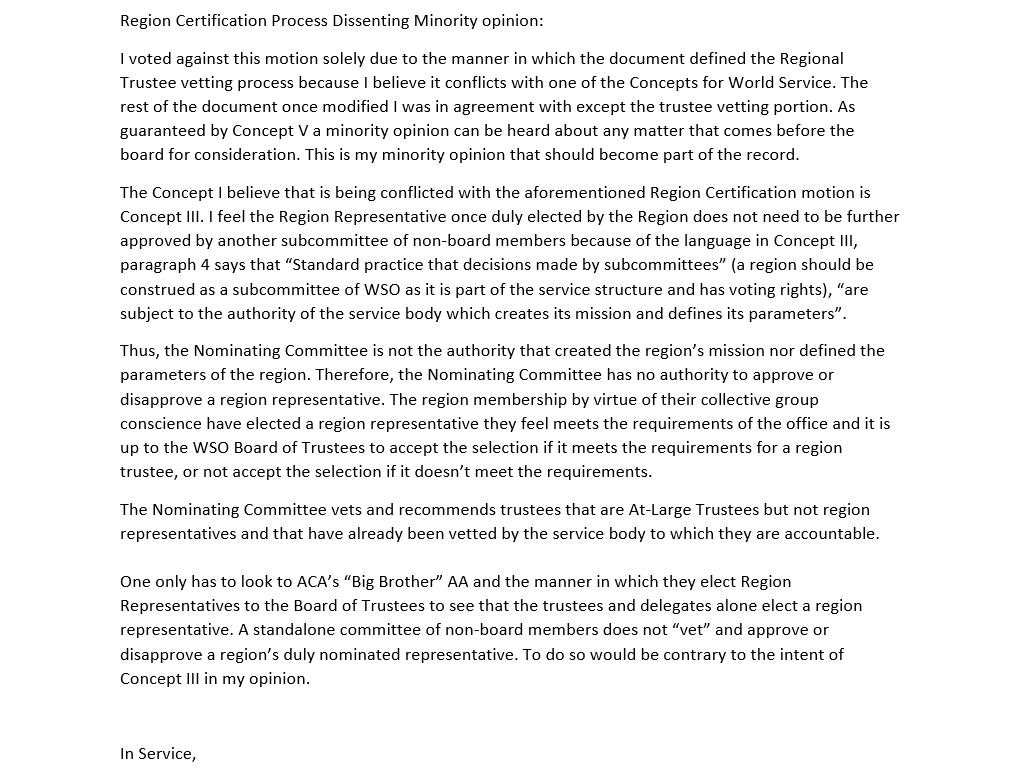 Region Certification Process Dissenting Minority opinion:
I voted against this motion solely due to the manner in which the document defined the Regional
Trustee vetting process because I believe it conflicts with one of the Concepts for World Service. The
rest of the document once modified I was in agreement with except the trustee vetting portion. As
guaranteed by Concept V a minority opinion can be heard about any matter that comes before the
board for consideration. This is my minority opinion that should become part of the record.
The Concept I believe that is being conflicted with the aforementioned Region Certification motion is
Concept III. I feel the Region Representative once duly elected by the Region does not need to be further
approved by another subcommittee of non-board members because of the language in Concept III,
paragraph 4 says that “Standard practice that decisions made by subcommittees” (a region should be
construed as a subcommittee of WSO as it is part of the service structure and has voting rights), “are
subject to the authority of the service body which creates its mission and defines its parameters”.
Thus, the Nominating Committee is not the authority that created the region’s mission nor defined the
parameters of the region. Therefore, the Nominating Committee has no authority to approve or
disapprove a region representative. The region membership by virtue of their collective group
conscience have elected a region representative they feel meets the requirements of the office and it is
up to the WSO Board of Trustees to accept the selection if it meets the requirements for a region
trustee, or not accept the selection if it doesn’t meet the requirements.
The Nominating Committee vets and recommends trustees that are At-Large Trustees but not region
representatives and that have already been vetted by the service body to which they are accountable.
One only has to look to ACA’s “Big Brother” AA and the manner in which they elect Region
Representatives to the Board of Trustees to see that the trustees and delegates alone elect a region
representative. A standalone committee of non-board members does not “vet” and approve or
disapprove a region’s duly nominated representative. To do so would be contrary to the intent of
Concept III in my opinion.
In Service,